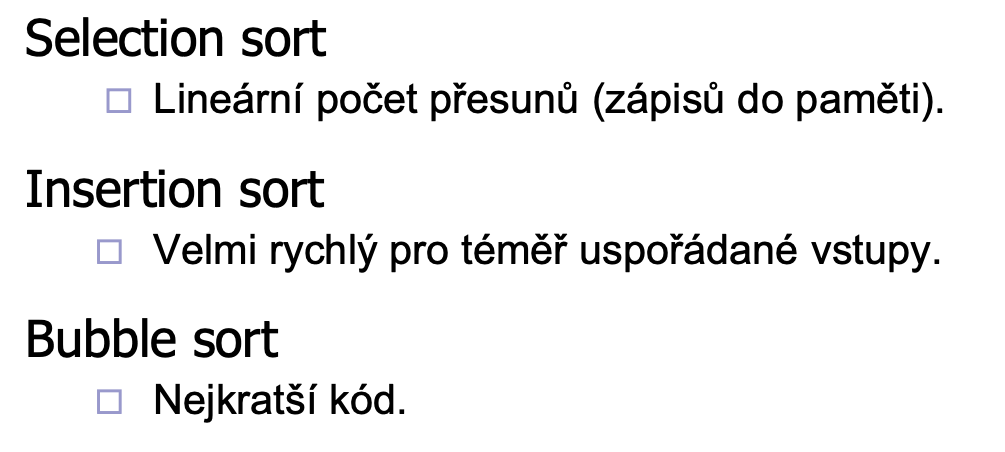 Selection sort
Lineární počet přesunů (zápisů do paměti).
Insertion sort
Velmi rychlý pro téměř uspořádané vstupy.
Bubble sort
Nejkratší kód.